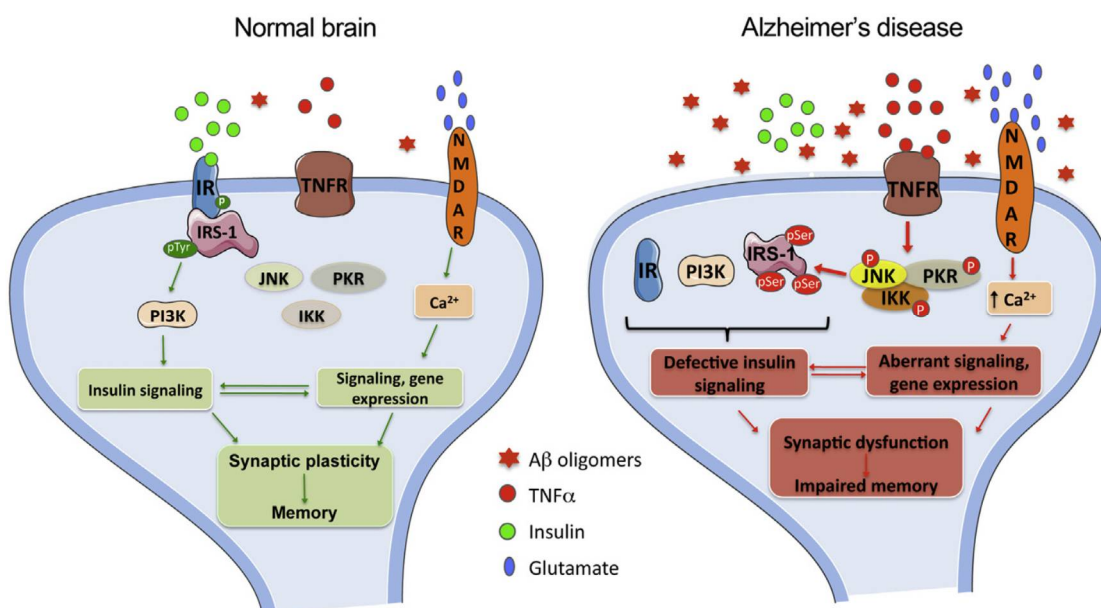 Normal brain
IR
P
IRS-1
pTyr
TNFR
NMDAR
JNK
PKR
IKK
PI3K
Ca²⁺
Insulin signaling
Signaling, gene
expression
Synaptic plasticity
Memory
Alzheimer's disease
TNFR
NMDAR
IR
PI3K
IRS-1
pSer
pSer
pSer
P
JNK
PKR
P
IKK
P
↑ Ca²⁺
Defective insulin
signaling
Aberrant signaling,
gene expression
Synaptic dysfunction
Impaired memory
Aβ oligomers
TNFα
Insulin
Glutamate